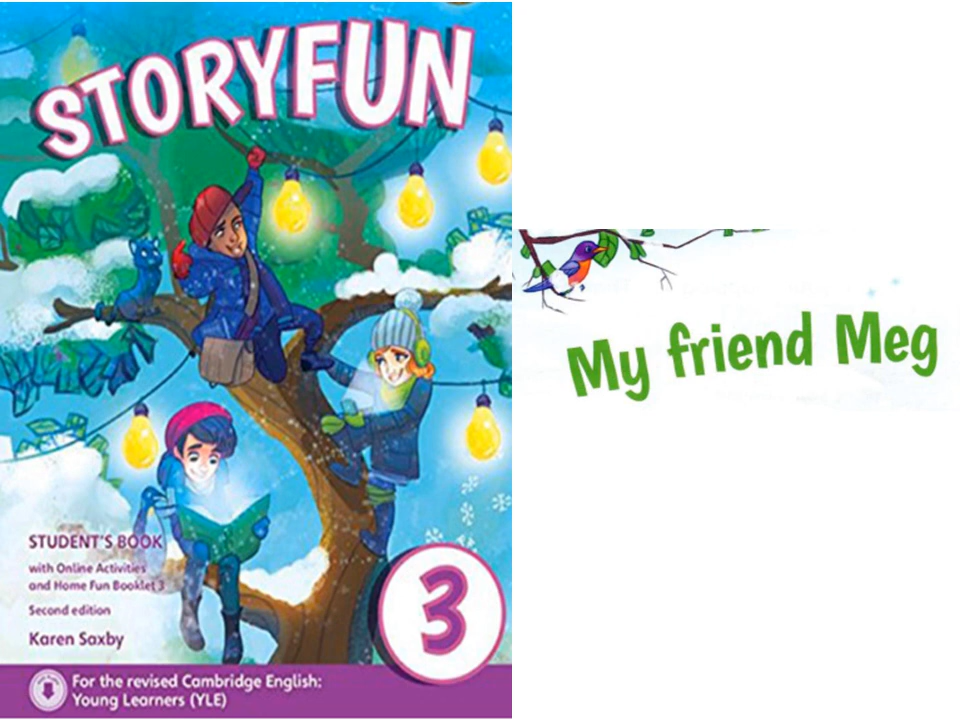 STORYFUN
STUDENT'S BOOK
with Online Activities
and Home Fun Booklet 3
Second edition
Karen Saxby
3
For the revised Cambridge English:
Young Learners (YLE)
My friend Meg